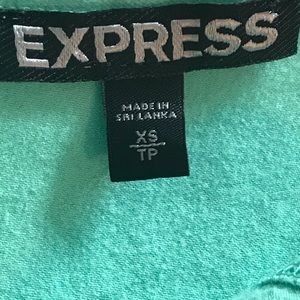 EXPRESS
MADE IN
SRI LANKA
XS
TP